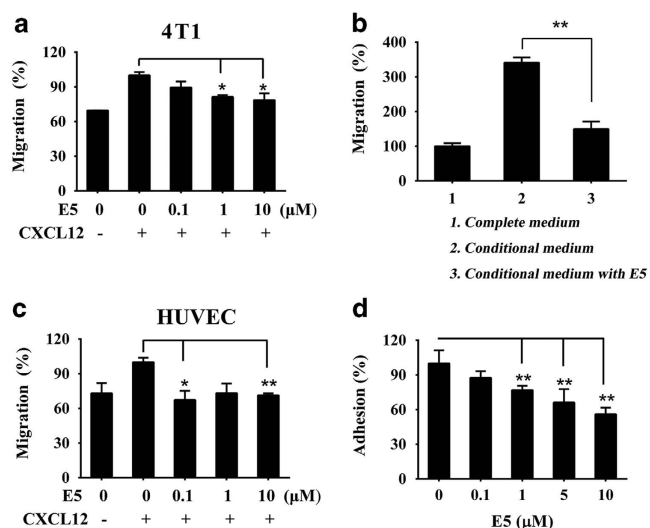 a
4T1
Migration (%)
120
90
60
30
0
* *
E5 0 0 0.1 1 10 (μM)
CXCL12 - + + + +
b
Migration (%)
400
300
200
100
0
**
1 2 3
1. Complete medium
2. Conditional medium
3. Conditional medium with E5
c
HUVEC
Migration (%)
120
90
60
30
0
* **
E5 0 0 0.1 1 10 (μM)
CXCL12 - + + + +
d
Adhesion (%)
120
90
60
30
0
** ** **
0 0.1 1 5 10
E5 (μM)